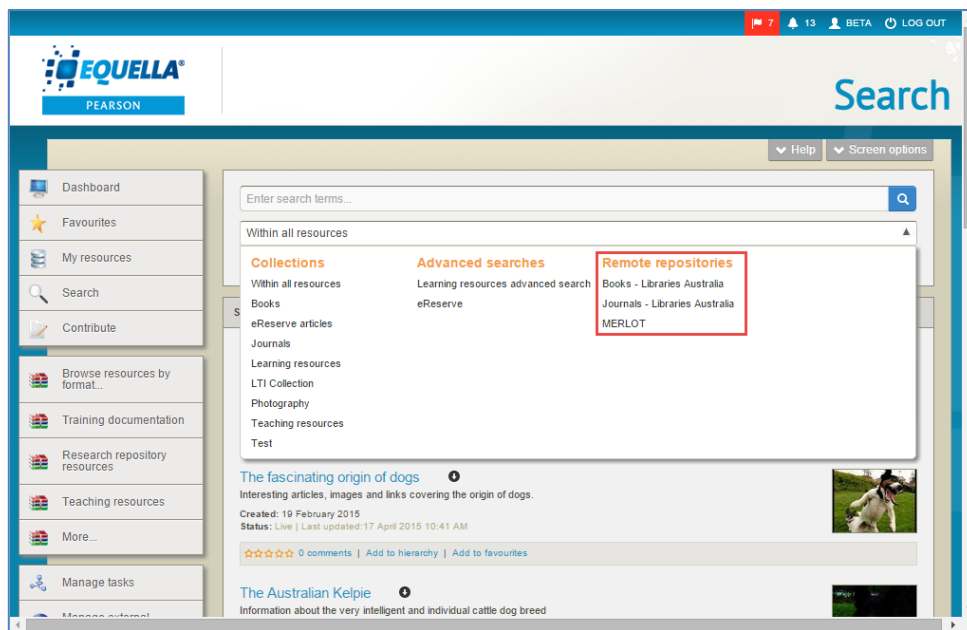 7 13 BETA LOG OUT
EQUELLA®
PEARSON
Search
Help Screen options
Dashboard
Favourites
My resources
Search
Contribute
Browse resources by
format...
Training documentation
Research repository
resources
Teaching resources
More...
Manage tasks
Manage external
Enter search terms...
Within all resources
Collections
Within all resources
Books
eReserve articles
Journals
Learning resources
LTI Collection
Photography
Teaching resources
Test
Advanced searches
Learning resources advanced search
eReserve
Remote repositories
Books - Libraries Australia
Journals - Libraries Australia
MERLOT
S
The fascinating origin of dogs
Interesting articles, images and links covering the origin of dogs.
Created: 19 February 2015
Status: Live | Last updated:17 April 2015 10:41 AM
0 comments | Add to hierarchy | Add to favourites
The Australian Kelpie
Information about the very intelligent and individual cattle dog breed